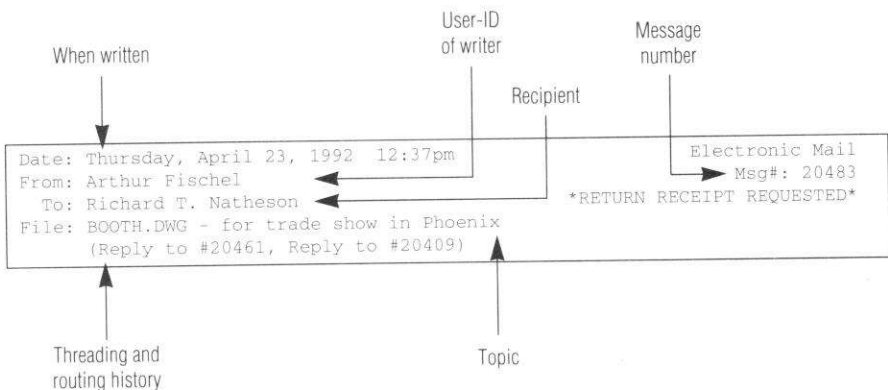 When written
User-ID
of writer
Message
number
Recipient
Date: Thursday, April 23, 1992  12:37pm
Electronic Mail
From: Arthur Fischel
Msg#: 20483
To: Richard T. Natheson
*RETURN RECEIPT REQUESTED*
File: BOOTH.DWG - for trade show in Phoenix
(Reply to #20461, Reply to #20409)
Threading and
routing history
Topic